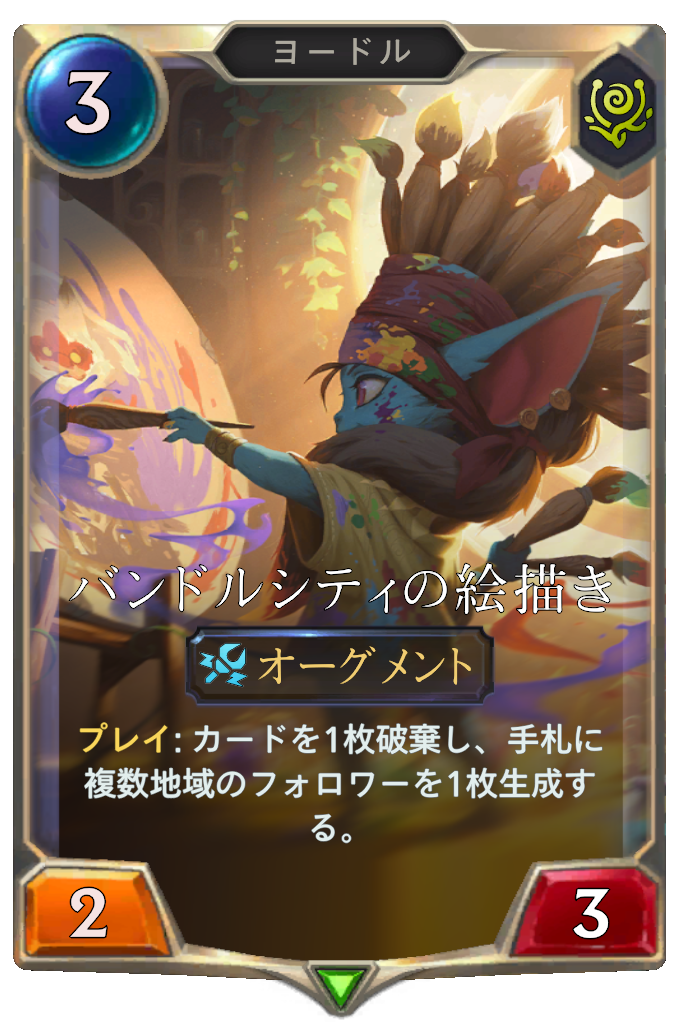 ヨードル
3
バンドルシティの絵描き
オーグメント
プレイ: カードを1枚破棄し、手札に
複数地域のフォロワーを1枚生成す
る。
2
3